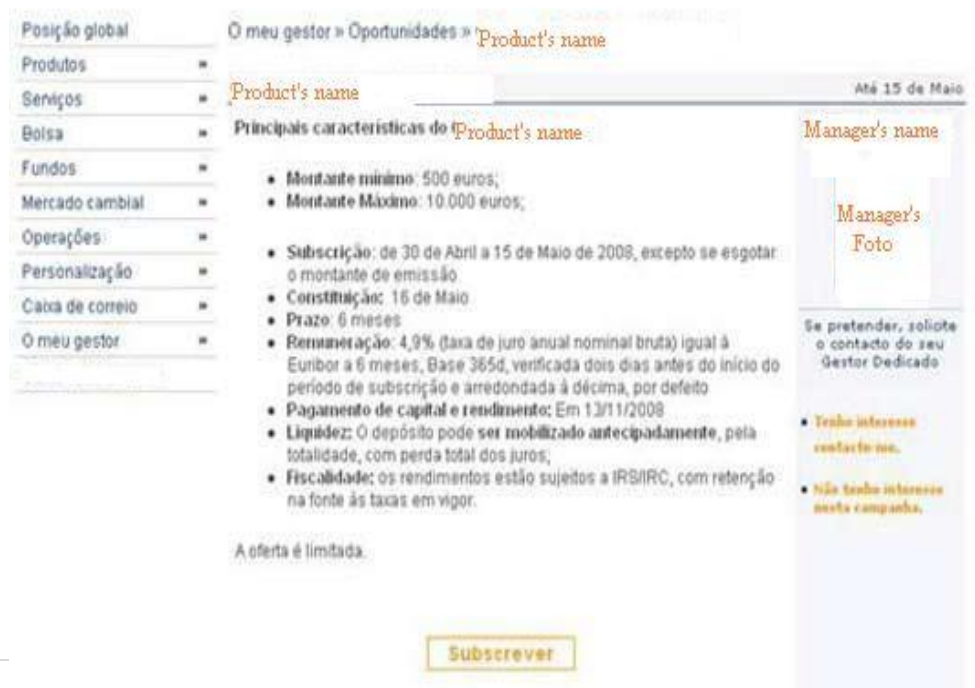 Posição global
Produtos »
Serviços »
Bolsa »
Fundos »
Mercado cambial »
Operações »
Personalização »
Caixa de correio »
O meu gestor »
O meu gestor » Oportunidades » Product's name
Product's name
Até 15 de Maio
Principais características do Product's name
• Montante mínimo: 500 euros;
• Montante Máximo: 10.000 euros;
• Subscrição: de 30 de Abril a 15 de Maio de 2008, excepto se esgotar
o montante de emissão
• Constituição: 16 de Maio
• Prazo: 6 meses
• Remuneração: 4,9% (taxa de juro anual nominal bruta) igual à
Euribor a 6 meses, Base 365d, verificada dois dias antes do início do
período de subscrição e arredondada à décima, por defeito
• Pagamento de capital e rendimento: Em 13/11/2008
• Liquidez: O depósito pode ser mobilizado antecipadamente, pela
totalidade, com perda total dos juros;
• Fiscalidade: os rendimentos estão sujeitos a IRS/IRC, com retenção
na fonte às taxas em vigor.
A oferta é limitada.
Subscrever
Manager's name
Manager's
Foto
Se pretender, solicite
o contacto do seu
Gestor Dedicado
• Tenho interesse
contacte-me.
• Não tenho interesse
nesta campanha.